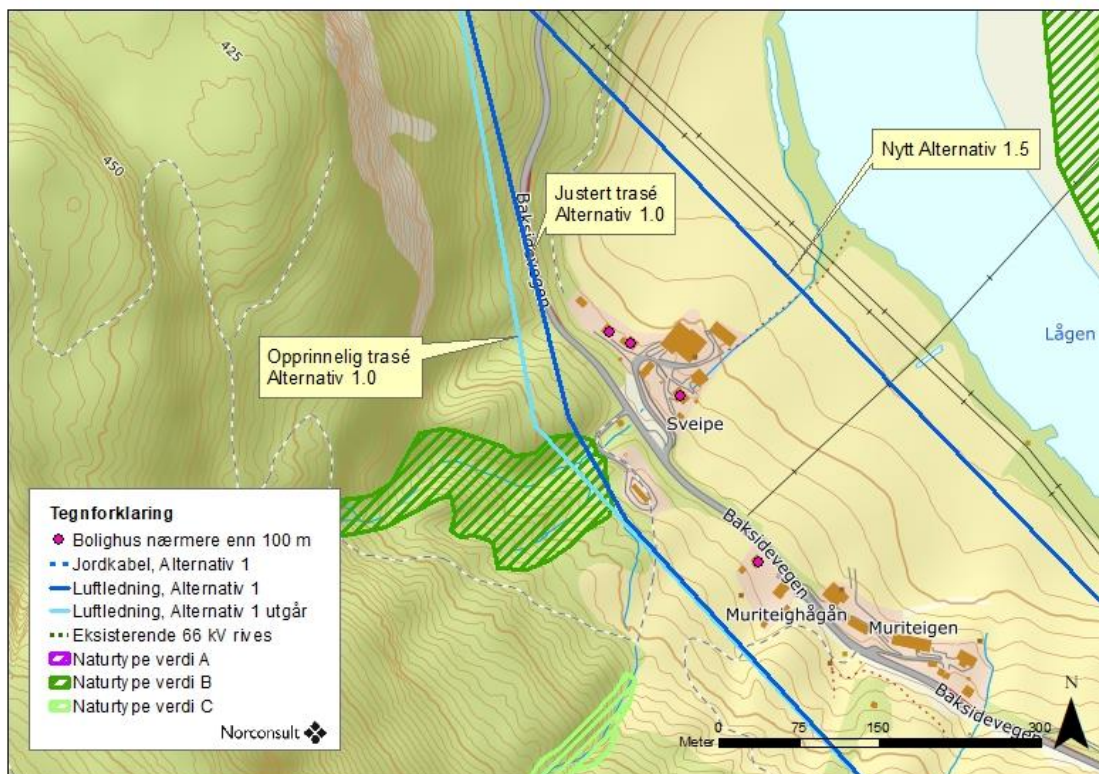 425
450
Baksidevegen
Justert trasé
Alternativ 1.0
Nytt Alternativ 1.5
Opprinnelig trasé
Alternativ 1.0
Lågen
Sveipe
Baksidevegen
Muriteighågån
Muriteigen
Baksidevegen
Tegnforklaring
Bolighus nærmere enn 100 m
Jordkabel, Alternativ 1
Luftledning, Alternativ 1
Luftledning, Alternativ 1 utgår
Eksisterende 66 kV rives
Naturtype verdi A
Naturtype verdi B
Naturtype verdi C
Norconsult
N
0 75 150 300
Meter